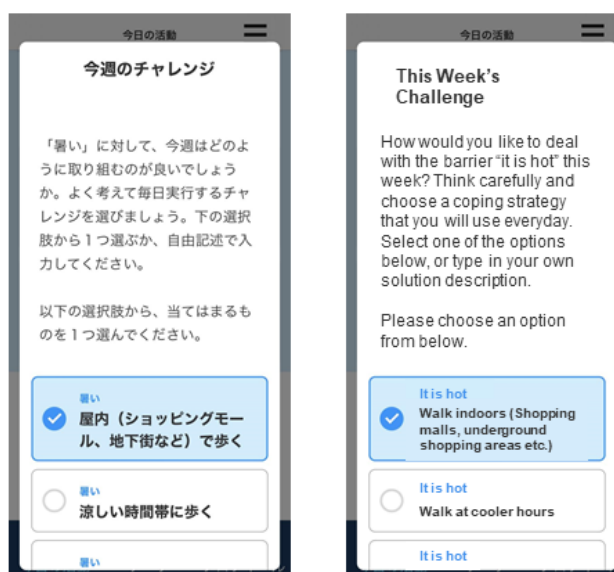 今日の活動
今週のチャレンジ
「暑い」に対して、今週はどのよ
うに取り組むのが良いでしょう
か。よく考えて毎日実行するチャ
レンジを選びましょう。下の選択
肢から1つ選ぶか、自由記述で入
力してください。
以下の選択肢から、当てはまるも
のを1つ選んでください。
暑い
屋内（ショッピングモー
ル、地下街など）で歩く
暑い
涼しい時間帯に歩く
暑い
今日の活動
This Week's
Challenge
How would you like to deal
with the barrier "it is hot" this
week? Think carefully and
choose a coping strategy
that you will use everyday.
Select one of the options
below, or type in your own
solution description.
Please choose an option
from below.
It is hot
Walk indoors (Shopping
malls, underground
shopping areas etc.)
It is hot
Walk at cooler hours
It is hot